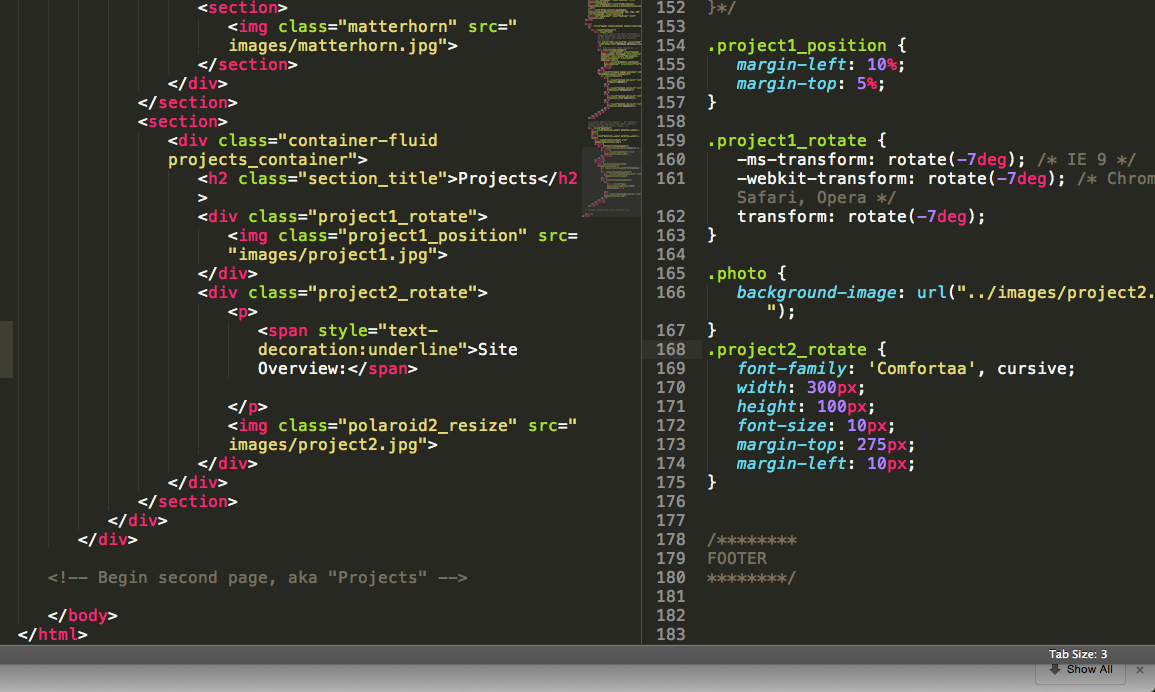 <section>
<img class="matterhorn" src="
images/matterhorn.jpg">
</section>
</div>
</section>
<section>
<div class="container-fluid
projects_container">
<h2 class="section_title">Projects</h2
>
<div class="project1_rotate">
<img class="project1_position" src=
"images/project1.jpg">
</div>
<div class="project2_rotate">
<p>
<span style="text-
decoration:underline">Site
Overview:</span>
</p>
<img class="polaroid2_resize" src="
images/project2.jpg">
</div>
</div>
</section>
</div>
</div>
<!-- Begin second page, aka "Projects" -->
</body>
</html>
152 }*/
153
154 .project1_position {
155 margin-left: 10%;
156 margin-top: 5%;
157 }
158
159 .project1_rotate {
160 -ms-transform: rotate(-7deg); /* IE 9 */
161 -webkit-transform: rotate(-7deg); /* Chrom
Safari, Opera */
162 transform: rotate(-7deg);
163 }
164
165 .photo {
166 background-image: url("../images/project2.
");
167 }
168 .project2_rotate {
169 font-family: 'Comfortaa', cursive;
170 width: 300px;
171 height: 100px;
172 font-size: 10px;
173 margin-top: 275px;
174 margin-left: 10px;
175 }
176
177
178 /********
179 FOOTER
180 ********/
181
182
183
Tab Size: 3
Show All